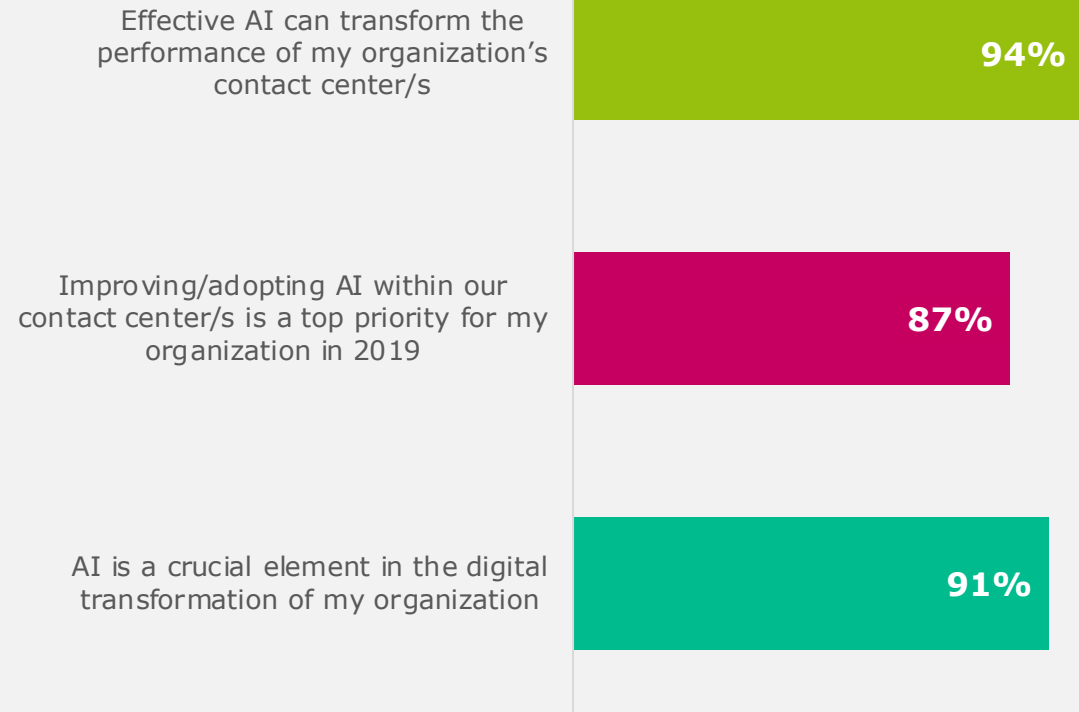 Effective AI can transform the
performance of my organization’s
contact center/s
94%
Improving/adopting AI within our
contact center/s is a top priority for my
organization in 2019
87%
AI is a crucial element in the digital
transformation of my organization
91%